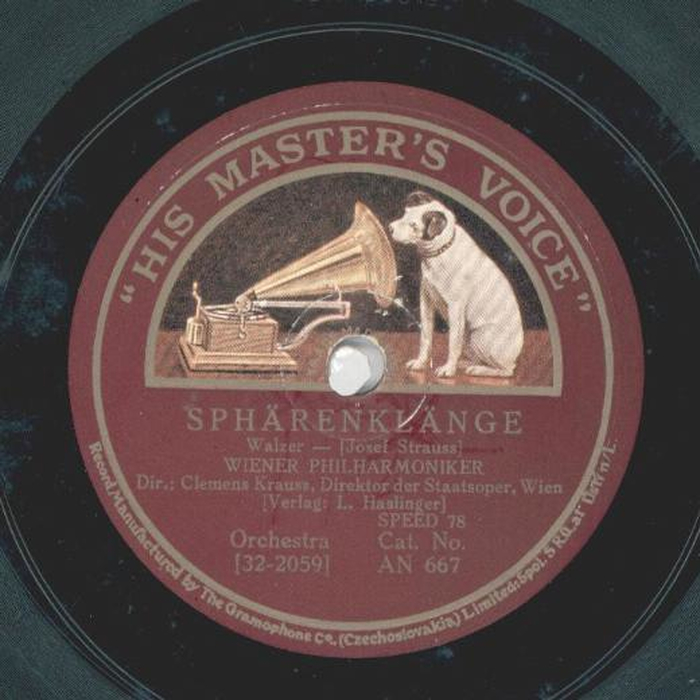 "HIS MASTER'S VOICE"
SPHÄRENKLÄNGE
Walzer — [Josef Strauss]
WIENER PHILHARMONIKER
Dir.: Clemens Krauss, Direktor der Staatsoper, Wien
[Verlag: L. Haslinger]
SPEED 78
Orchestra Cat. No.
[32-2059] AN 667
Record Manufactured by The Gramophone Co. (Czechoslovakia) Limited: Spol. S R.O.